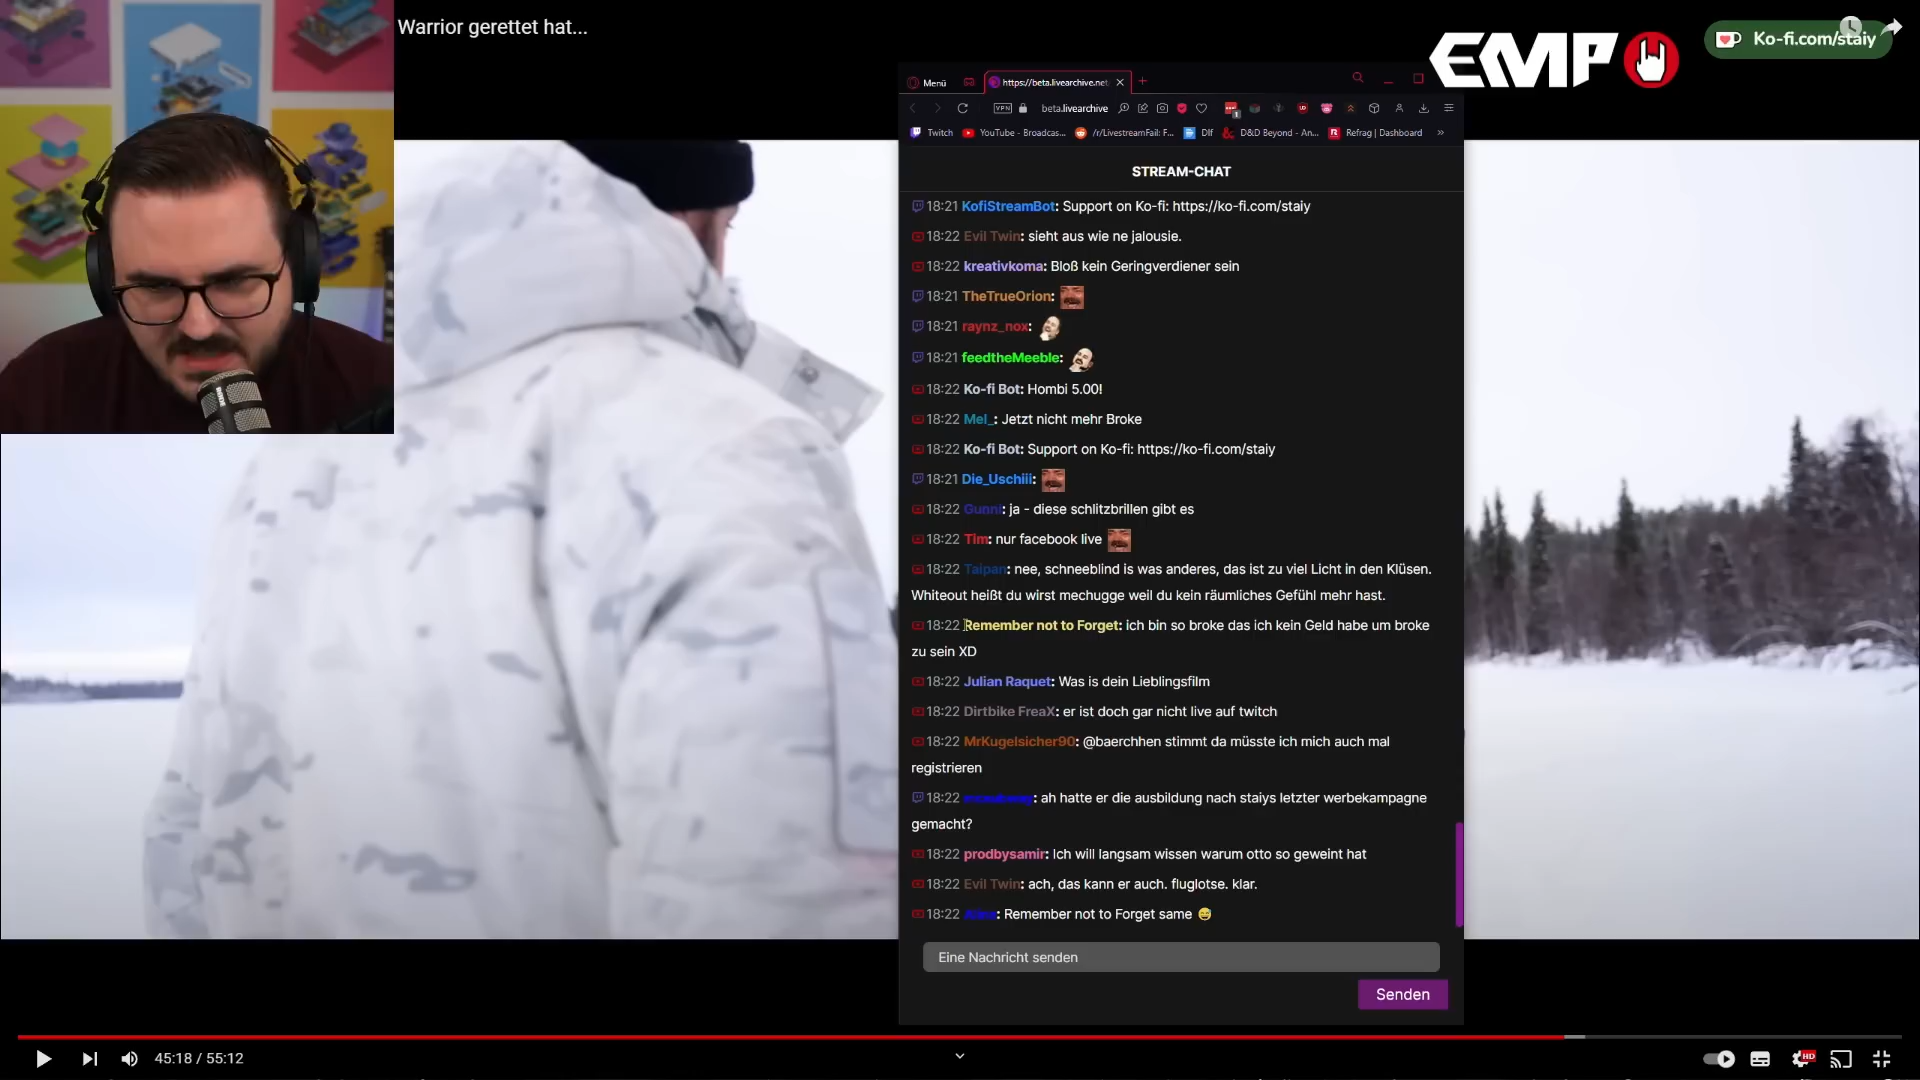 Warrior gerettet hat...
EMP
Ko-fi.com/staiy
Menü
https://beta.livearchive.net
VPN
beta.livearchive
Twitch
YouTube - Broadcas...
/r/LivestreamFail: F...
Dlf
D&D Beyond - An...
Refrag | Dashboard
STREAM-CHAT
18:21 KofiStreamBot: Support on Ko-fi: https://ko-fi.com/staiy
18:22 Evil Twin: sieht aus wie ne jalousie.
18:22 kreativkoma: Bloß kein Geringverdiener sein
18:21 TheTrueOrion:
18:21 raynz_nox:
18:21 feedtheMeeble:
18:22 Ko-fi Bot: Hombi 5.00!
18:22 Mel_: Jetzt nicht mehr Broke
18:22 Ko-fi Bot: Support on Ko-fi: https://ko-fi.com/staiy
18:21 Die_Uschiii:
18:22 Gunni: ja - diese schlitzbrillen gibt es
18:22 Tim: nur facebook live
18:22 Taipan: nee, schneeblind is was anderes, das ist zu viel Licht in den Klüsen.
Whiteout heißt du wirst mechugge weil du kein räumliches Gefühl mehr hast.
18:22 Remember not to Forget: ich bin so broke das ich kein Geld habe um broke
zu sein XD
18:22 Julian Raquet: Was is dein Lieblingsfilm
18:22 Dirtbike FreaX: er ist doch gar nicht live auf twitch
18:22 MrKugelsicher90: @baerchhen stimmt da müsste ich mich auch mal
registrieren
18:22 : ah hatte er die ausbildung nach staiys letzter werbekampagne
gemacht?
18:22 prodbysamir: Ich will langsam wissen warum otto so geweint hat
18:22 Evil Twin: ach, das kann er auch. fluglotse. klar.
18:22 : Remember not to Forget same
Eine Nachricht senden
Senden
45:18 / 55:12
HD